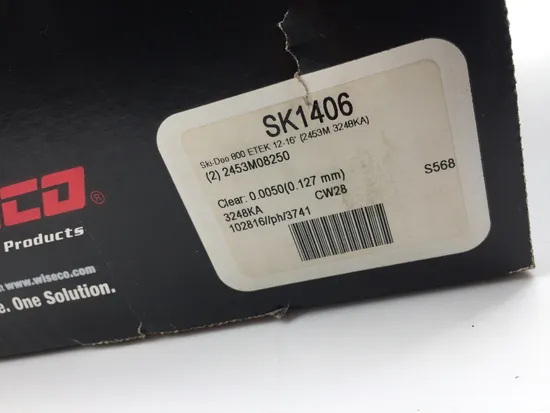 SK1406
Ski-Doo 800 ETEK 12-16' (2453M 3248KA)
(2) 2453M08250
Clear: 0.0050(0.127 mm)
3248KA CW28 S568
102816//ph/3741
®
Products
www.wiseco.com
One Solution.